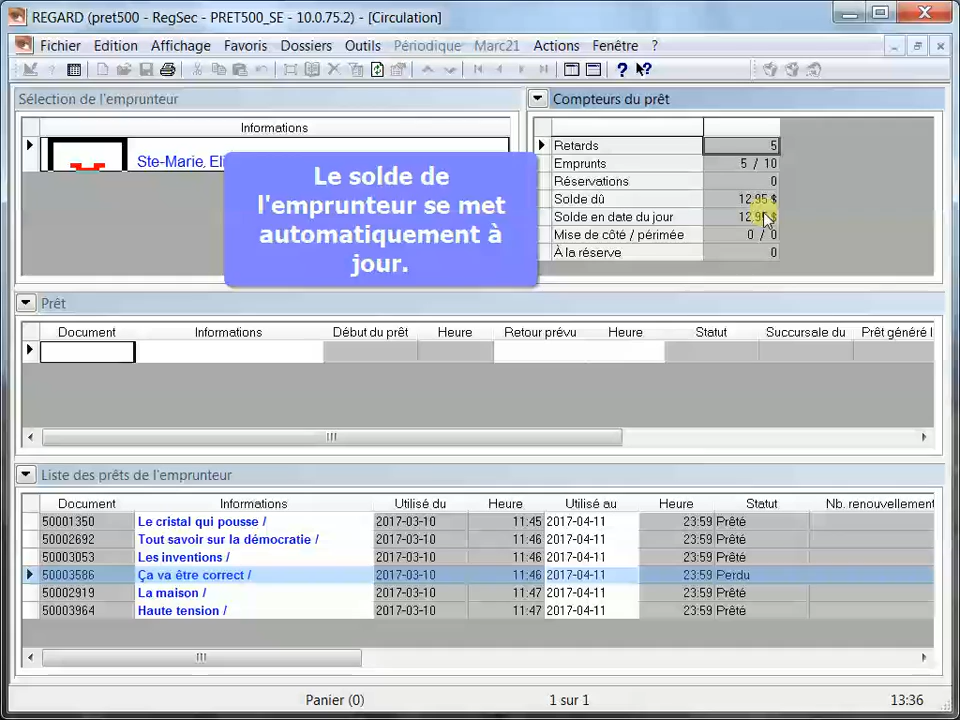 REGARD (pret500 - RegSec - PRET500_SE - 10.0.75.2) - [Circulation]
Fichier Edition Affichage Favoris Dossiers Outils Périodique Marc21 Actions Fenêtre ?
Sélection de l'emprunteur
Informations
Ste-Marie, El
Le solde de
l'emprunteur se met
automatiquement à
jour.
Compteurs du prêt
Retards 5
Emprunts 5 / 10
Réservations 0
Solde dû 12,95 $
Solde en date du jour 12,95 $
Mise de côté / périmée 0 / 0
À la réserve 0
Prêt
Document Informations Début du prêt Heure Retour prévu Heure Statut Succursale du Prêt généré l
Liste des prêts de l'emprunteur
Document Informations Utilisé du Heure Utilisé au Heure Statut Nb. renouvellement
50001350 Le cristal qui pousse / 2017-03-10 11:45 2017-04-11 23:59 Prêté
50002692 Tout savoir sur la démocratie / 2017-03-10 11:46 2017-04-11 23:59 Prêté
50003053 Les inventions / 2017-03-10 11:46 2017-04-11 23:59 Prêté
50003586 Ça va être correct / 2017-03-10 11:46 2017-04-11 23:59 Perdu
50002919 La maison / 2017-03-10 11:47 2017-04-11 23:59 Prêté
50003964 Haute tension / 2017-03-10 11:47 2017-04-11 23:59 Prêté
Panier (0) 1 sur 1 13:36